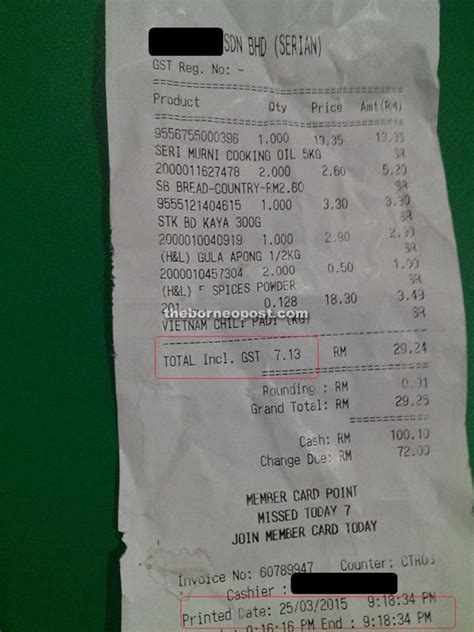 SDN BHD (SERIAN)
GST Reg. No: -
Product Qty Price Amt(RM)
9556755000396 1.000 13.35 13.35
SERI MURNI COOKING OIL 5KG SR
2000011627478 2.000 2.60 5.20
SB BREAD-COUNTRY-RM2.60 SR
9555121404615 1.000 3.30 3.30
STK BD KAYA 300G SR
2000010040919 1.000 2.90 2.90
(H&L) GULA APONG 1/2KG SR
2000010457304 2.000 0.50 1.00
(H&L) SPICES POWDER SR
201 0.128 18.30 3.49
theborneopost.com
VIETNAM CHILI PADI (KG) SR
TOTAL Incl. GST 7.13 RM 29.24
Rounding : RM 0.01
Grand Total: RM 29.25
Cash: RM 100.10
Change Due: RM 72.00
MEMBER CARD POINT
MISSED TODAY 7
JOIN MEMBER CARD TODAY
Invoice No: 60789947 Counter: CTR03
Cashier :
Printed Date: 25/03/2015 9:18:34 PM
9:16:16 PM End : 9:18:34 PM